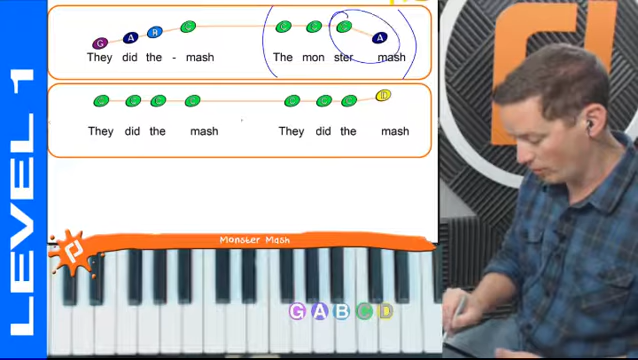 G A B C C C C A
They did the - mash The mon ster mash
C C C C C C C D
They did the mash They did the mash
Monster Mash
G A B C D
LEVEL 1